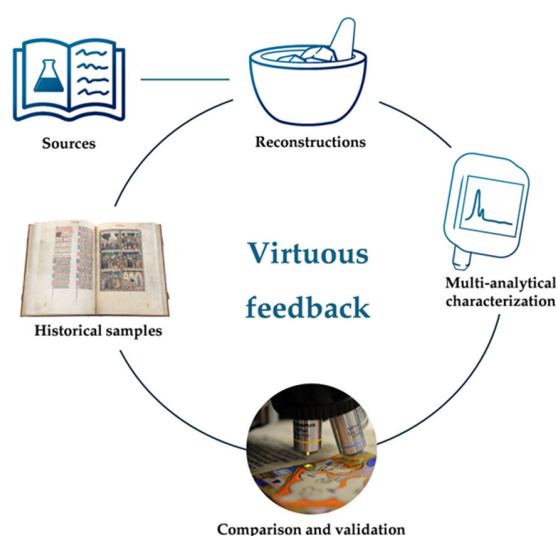 Sources
Reconstructions
Virtuous
feedback
Multi-analytical
characterization
Historical samples
Comparison and validation